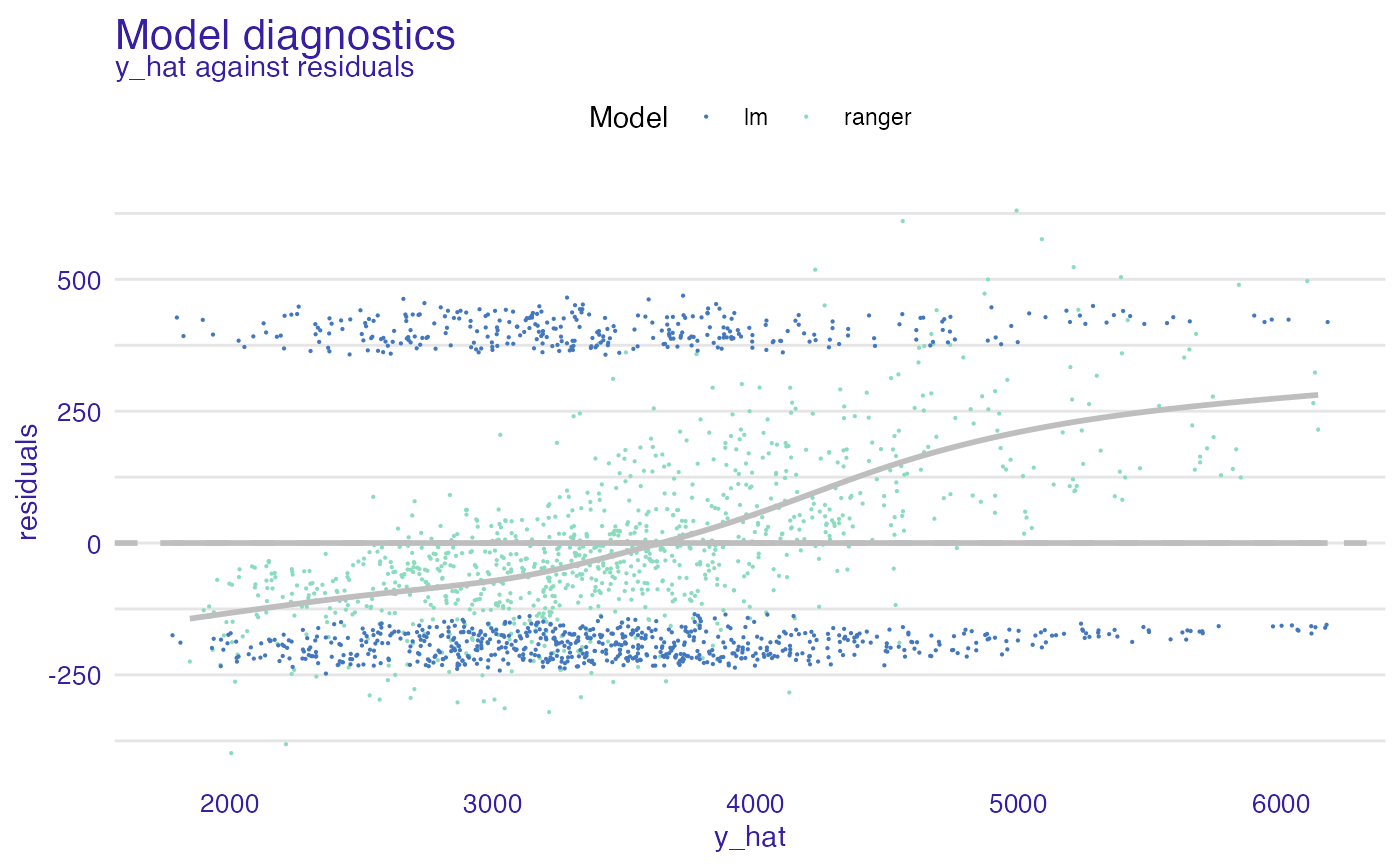 Model diagnostics
y_hat against residuals
Model lm ranger
500
250
0
-250
residuals
2000 3000 4000 5000 6000
y_hat